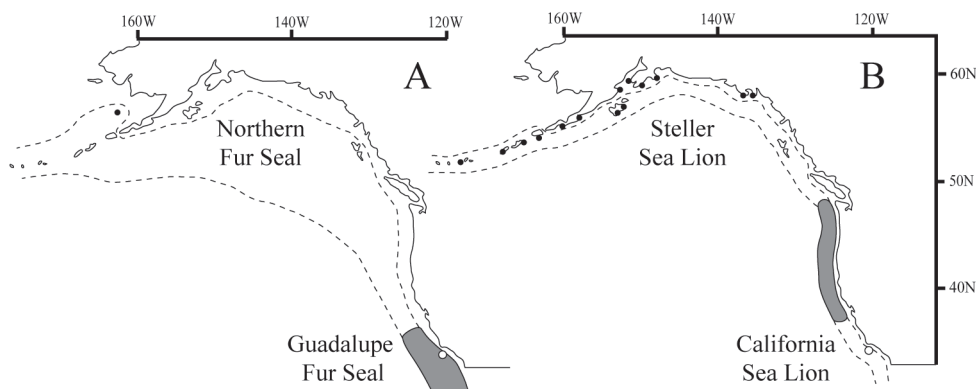 160W 140W 120W 160W 140W 120W
A B
60N
Northern
Fur Seal
Steller
Sea Lion
50N
40N
Guadalupe
Fur Seal
California
Sea Lion